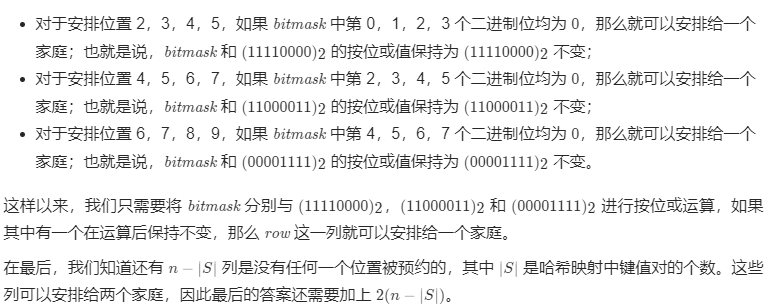 • 对于安排位置 2，3，4，5，如果 bitmask 中第 0，1，2，3 个二进制位均为 0，那么就可以安排给一个
家庭；也就是说，bitmask 和 (11110000)2 的按位或值保持为 (11110000)2 不变；
• 对于安排位置 4，5，6，7，如果 bitmask 中第 2，3，4，5 个二进制位均为 0，那么就可以安排给一个
家庭；也就是说，bitmask 和 (11000011)2 的按位或值保持为 (11000011)2 不变；
• 对于安排位置 6，7，8，9，如果 bitmask 中第 4，5，6，7 个二进制位均为 0，那么就可以安排给一个
家庭；也就是说，bitmask 和 (00001111)2 的按位或值保持为 (00001111)2 不变。
这样以来，我们只需要将 bitmask 分别与 (11110000)2，(11000011)2 和 (00001111)2 进行按位或运算，如果
其中有一个在运算后保持不变，那么 row 这一列就可以安排给一个家庭。
在最后，我们知道还有 n − |S| 列是没有任何一个位置被预约的，其中 |S| 是哈希映射中键值对的个数。这些
列可以安排给两个家庭，因此最后的答案还需要加上 2(n − |S|)。